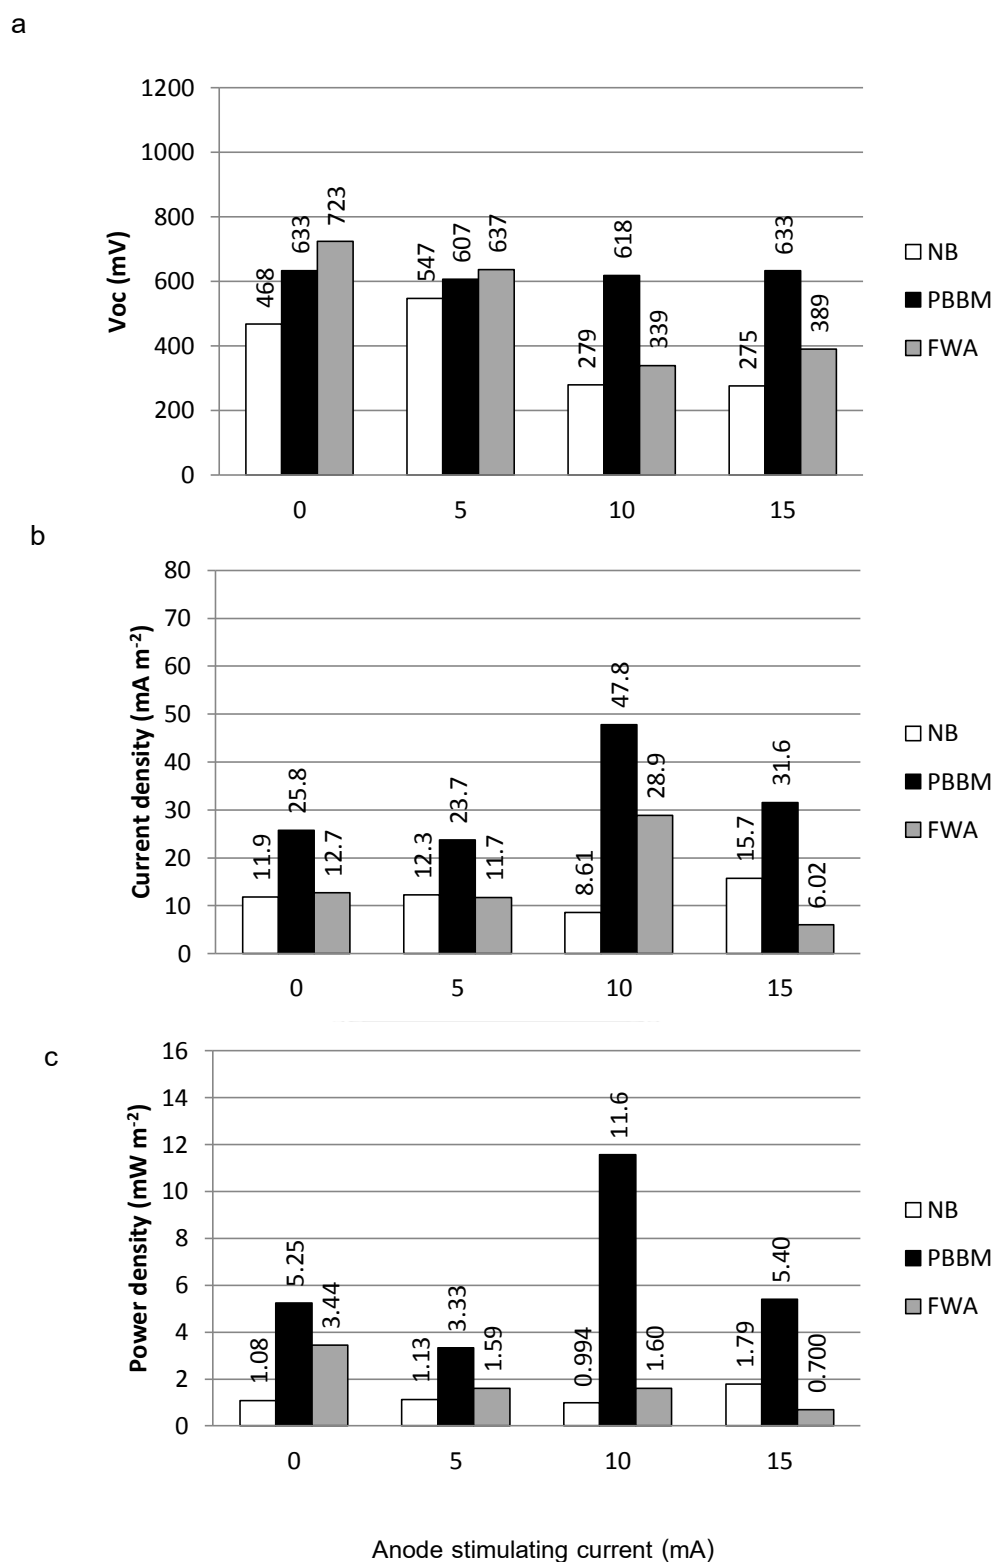 a
Voc (mV)
1200
1000
800
600
400
200
0
468 633 723
547 607 637
279 618 339
275 633 389
0 5 10 15
NB
PBBM
FWA
b
Current density (mA m-2)
80
70
60
50
40
30
20
10
0
11.9 25.8 12.7
12.3 23.7 11.7
8.61 47.8 28.9
15.7 31.6 6.02
0 5 10 15
NB
PBBM
FWA
c
Power density (mW m-2)
16
14
12
10
8
6
4
2
0
1.08 5.25 3.44
1.13 3.33 1.59
0.994 11.6 1.60
1.79 5.40 0.700
0 5 10 15
NB
PBBM
FWA
Anode stimulating current (mA)